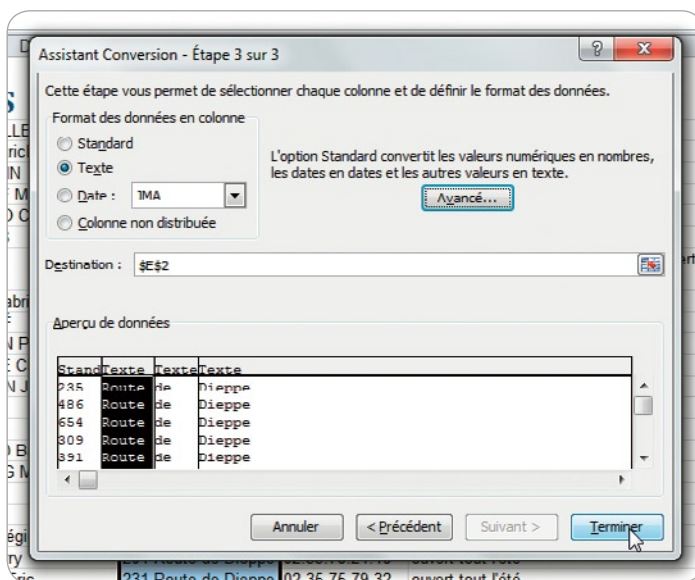 Assistant Conversion - Étape 3 sur 3
Cette étape vous permet de sélectionner chaque colonne et de définir le format des données.
Format des données en colonne
Standard
Texte
Date :
JMA
Colonne non distribuée
L'option Standard convertit les valeurs numériques en nombres,
les dates en dates et les autres valeurs en texte.
Avancé...
Destination :
$E$2
Aperçu de données
Stand Texte Texte Texte
235 Route de Dieppe
486 Route de Dieppe
654 Route de Dieppe
309 Route de Dieppe
391 Route de Dieppe
Annuler
< Précédent
Suivant >
Terminer
231 Route de Dieppe 02 35 75 79 32 ouvert tout l'été